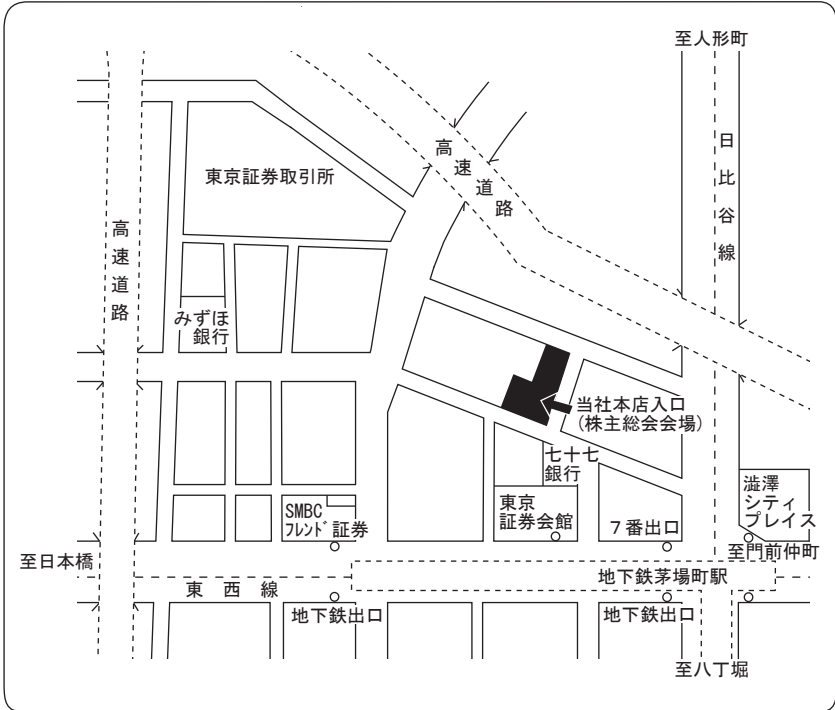 至人形町
高速道路
日比谷線
東京証券取引所
高速道路
みずほ
銀行
当社本店入口
(株主総会会場)
七十七
銀行
澁澤
シティ
プレイス
SMBC
フレンド証券
東京
証券会館
7番出口
至日本橋
至門前仲町
地下鉄茅場町駅
東西線
地下鉄出口
地下鉄出口
至八丁堀